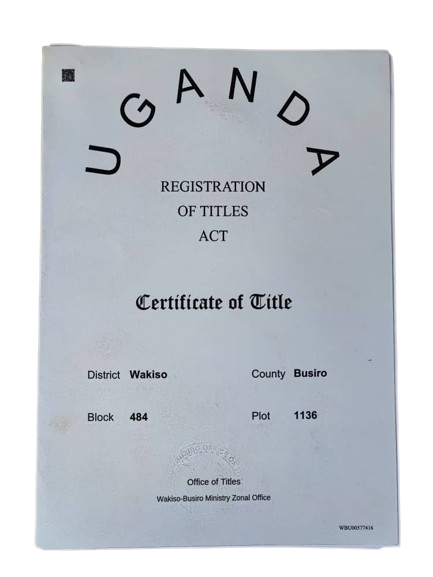 UGANDA
REGISTRATION
OF TITLES
ACT
Certificate of Title
District Wakiso County Busiro
Block 484 Plot 1136
Office of Titles
Wakiso-Busiro Ministry Zonal Office
WBU00577616